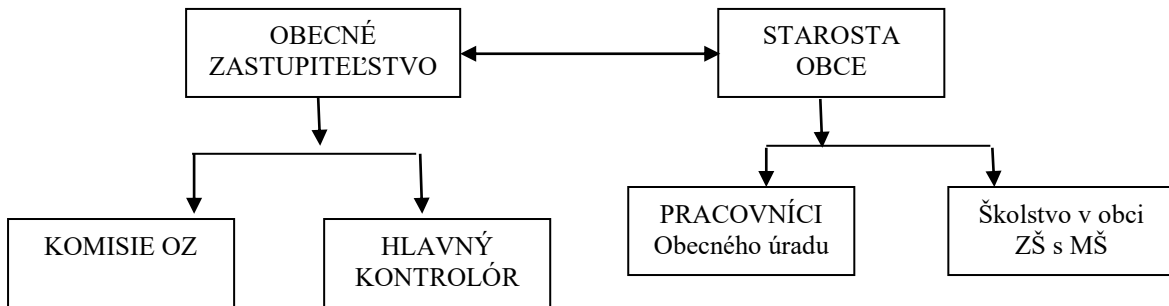 OBECNÉ
ZASTUPITEĽSTVO
STAROSTA
OBCE
KOMISIE OZ
HLAVNÝ
KONTROLÓR
PRACOVNÍCI
Obecného úradu
Školstvo v obci
ZŠ s MŠ